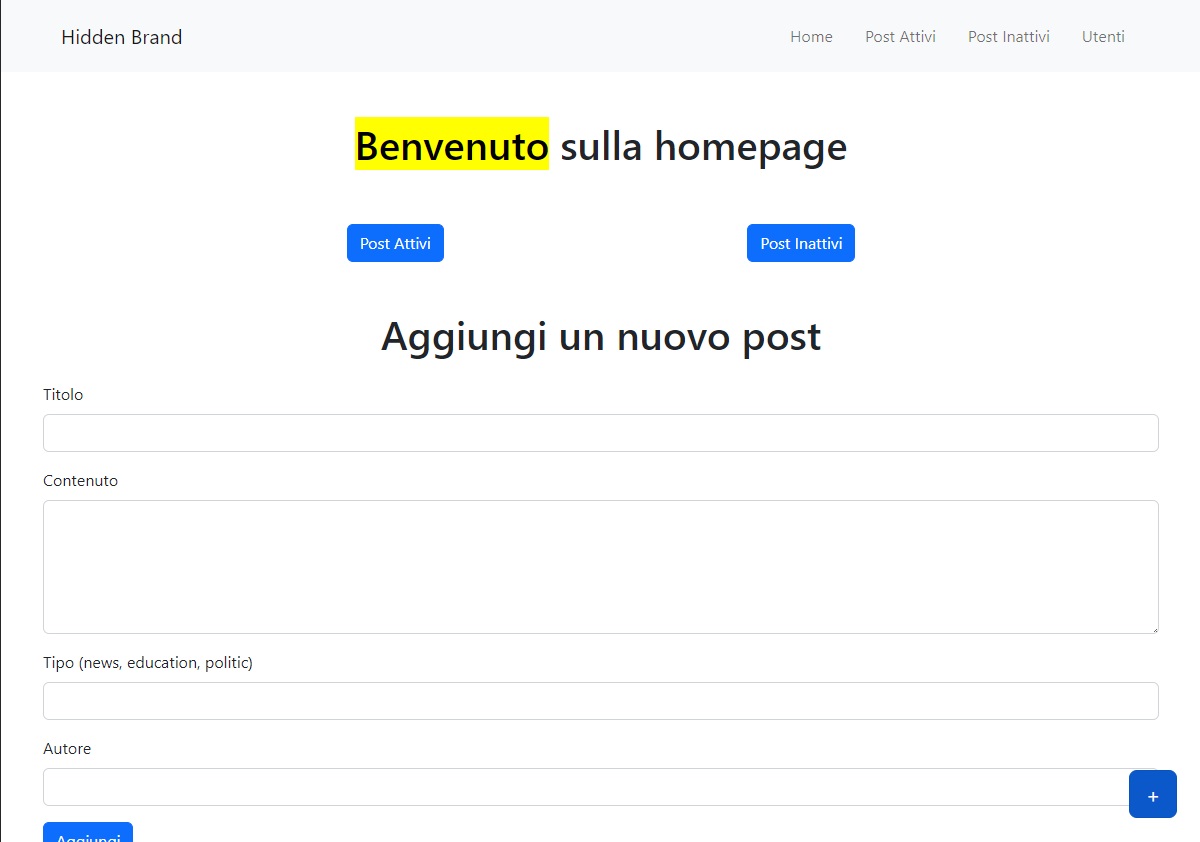 Hidden Brand
Home Post Attivi Post Inattivi Utenti
Benvenuto sulla homepage
Post Attivi Post Inattivi
Aggiungi un nuovo post
Titolo
Contenuto
Tipo (news, education, politic)
Autore
+
Aggiungi